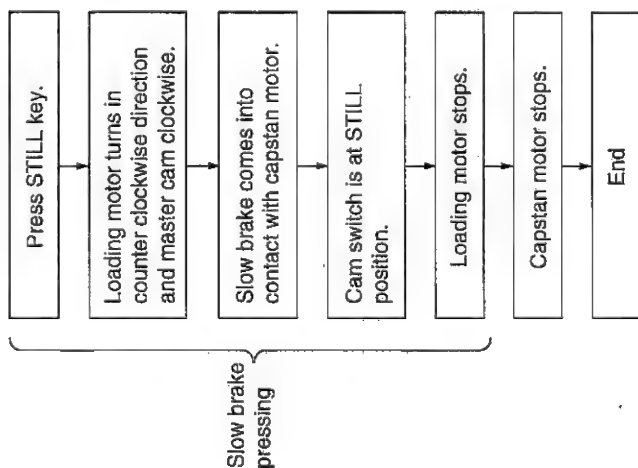 Press STILL key.
Loading motor turns in
counter clockwise direction
and master cam clockwise.
Slow brake comes into
contact with capstan motor.
Cam switch is at STILL
position.
Loading motor stops.
Capstan motor stops.
End
Slow brake
pressing